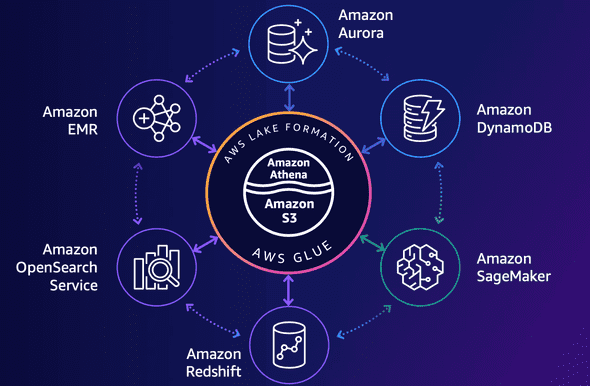 Amazon
Aurora
Amazon
EMR
Amazon
DynamoDB
AWS LAKE FORMATION
Amazon
Athena
Amazon
S3
AWS GLUE
Amazon
OpenSearch
Service
Amazon
SageMaker
Amazon
Redshift